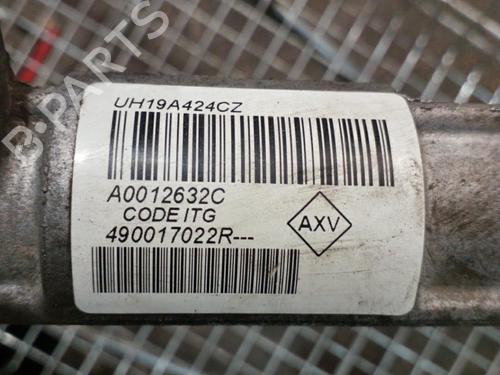 B-PARTS
UH19A424CZ
A0012632C
CODE ITG
AXV
490017022R---